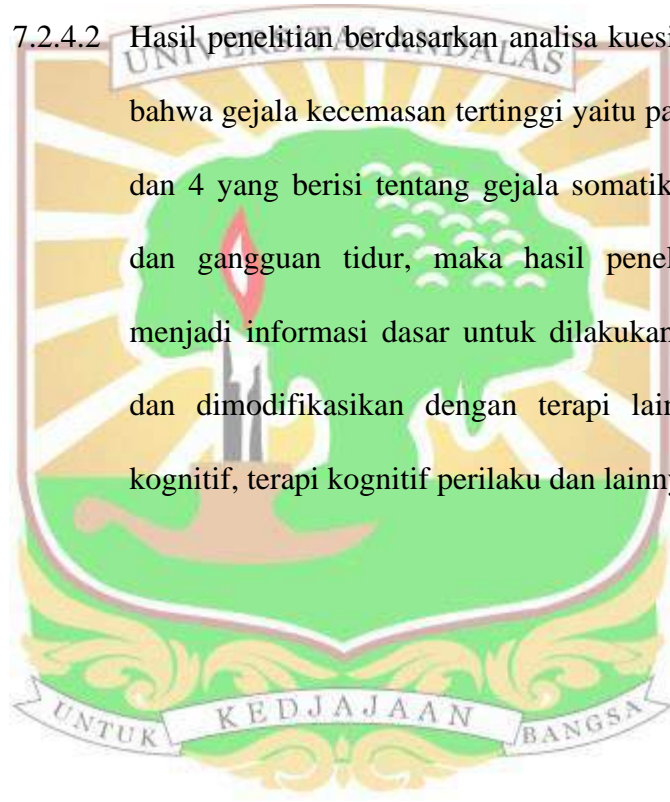 7.2.4.2 Hasil penelitian berdasarkan analisa kuesi
UNIVERSITAS ANDALAS
bahwa gejala kecemasan tertinggi yaitu pa
dan 4 yang berisi tentang gejala somatik
dan gangguan tidur, maka hasil penel
menjadi informasi dasar untuk dilakukan
dan dimodifikasikan dengan terapi lain
kognitif, terapi kognitif perilaku dan lainny
UNTUK KEDJAJAAN BANGSA